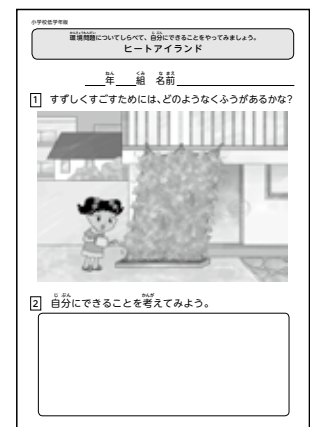 小学校低学年版
環境問題についてしらべて、自分にできることをやってみましょう。
ヒートアイランド
年 組 名前
1 すずしくすごすためには、どのようなくふうがあるかな?
2 自分にできることを考えてみよう。